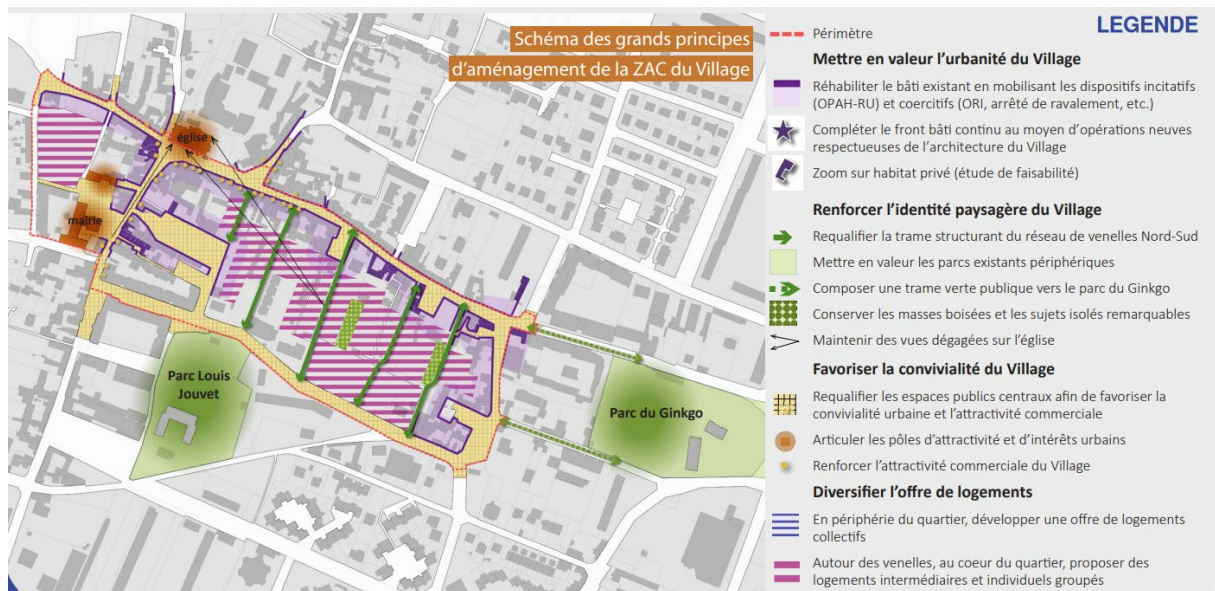 Schéma des grands principes
d'aménagement de la ZAC du Village
église
mairie
Parc Louis
Jouvet
Parc du Ginkgo
LEGENDE
Périmètre
Mettre en valeur l'urbanité du Village
Réhabiliter le bâti existant en mobilisant les dispositifs incitatifs
(OPAH-RU) et coercitifs (ORI, arrêté de ravalement, etc.)
Compléter le front bâti continu au moyen d'opérations neuves
respectueuses de l'architecture du Village
Zoom sur habitat privé (étude de faisabilité)
Renforcer l'identité paysagère du Village
Requalifier la trame structurant du réseau de venelles Nord-Sud
Mettre en valeur les parcs existants périphériques
Composer une trame verte publique vers le parc du Ginkgo
Conserver les masses boisées et les sujets isolés remarquables
Maintenir des vues dégagées sur l'église
Favoriser la convivialité du Village
Requalifier les espaces publics centraux afin de favoriser la
convivialité urbaine et l'attractivité commerciale
Articuler les pôles d'attractivité et d'intérêts urbains
Renforcer l'attractivité commerciale du Village
Diversifier l'offre de logements
En périphérie du quartier, développer une offre de logements
collectifs
Autour des venelles, au coeur du quartier, proposer des
logements intermédiaires et individuels groupés